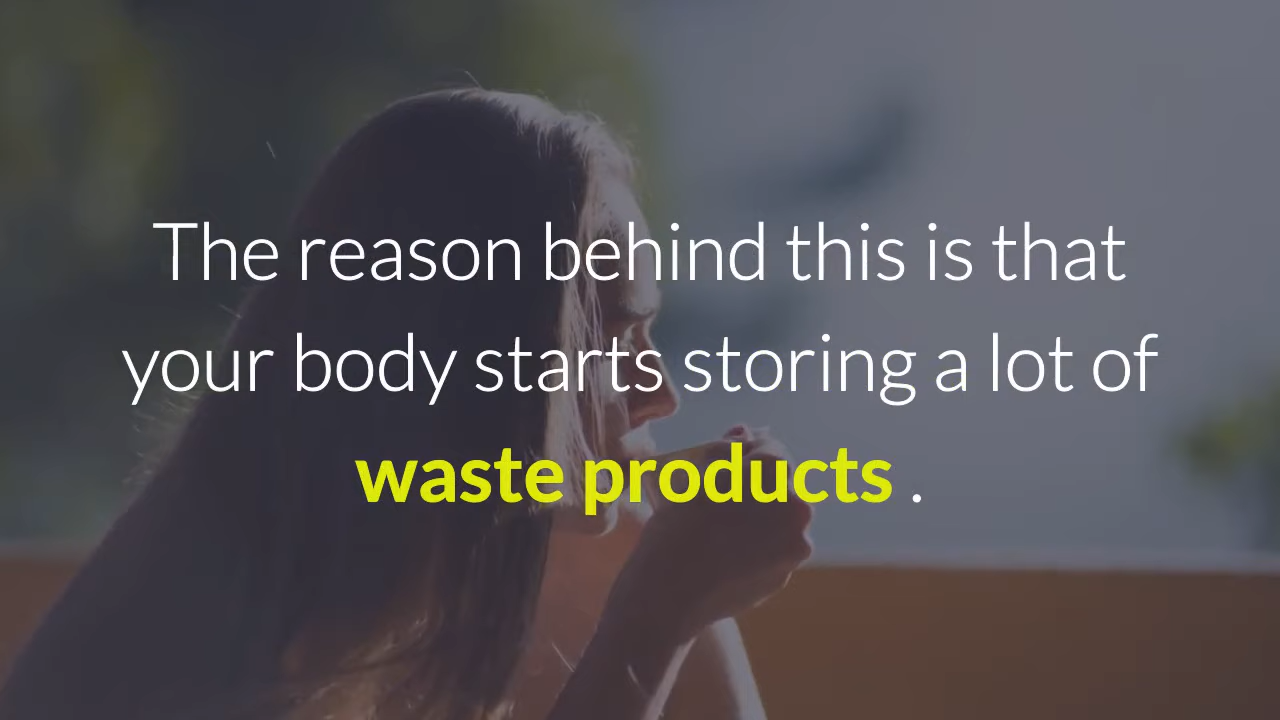 The reason behind this is that
your body starts storing a lot of
waste products .